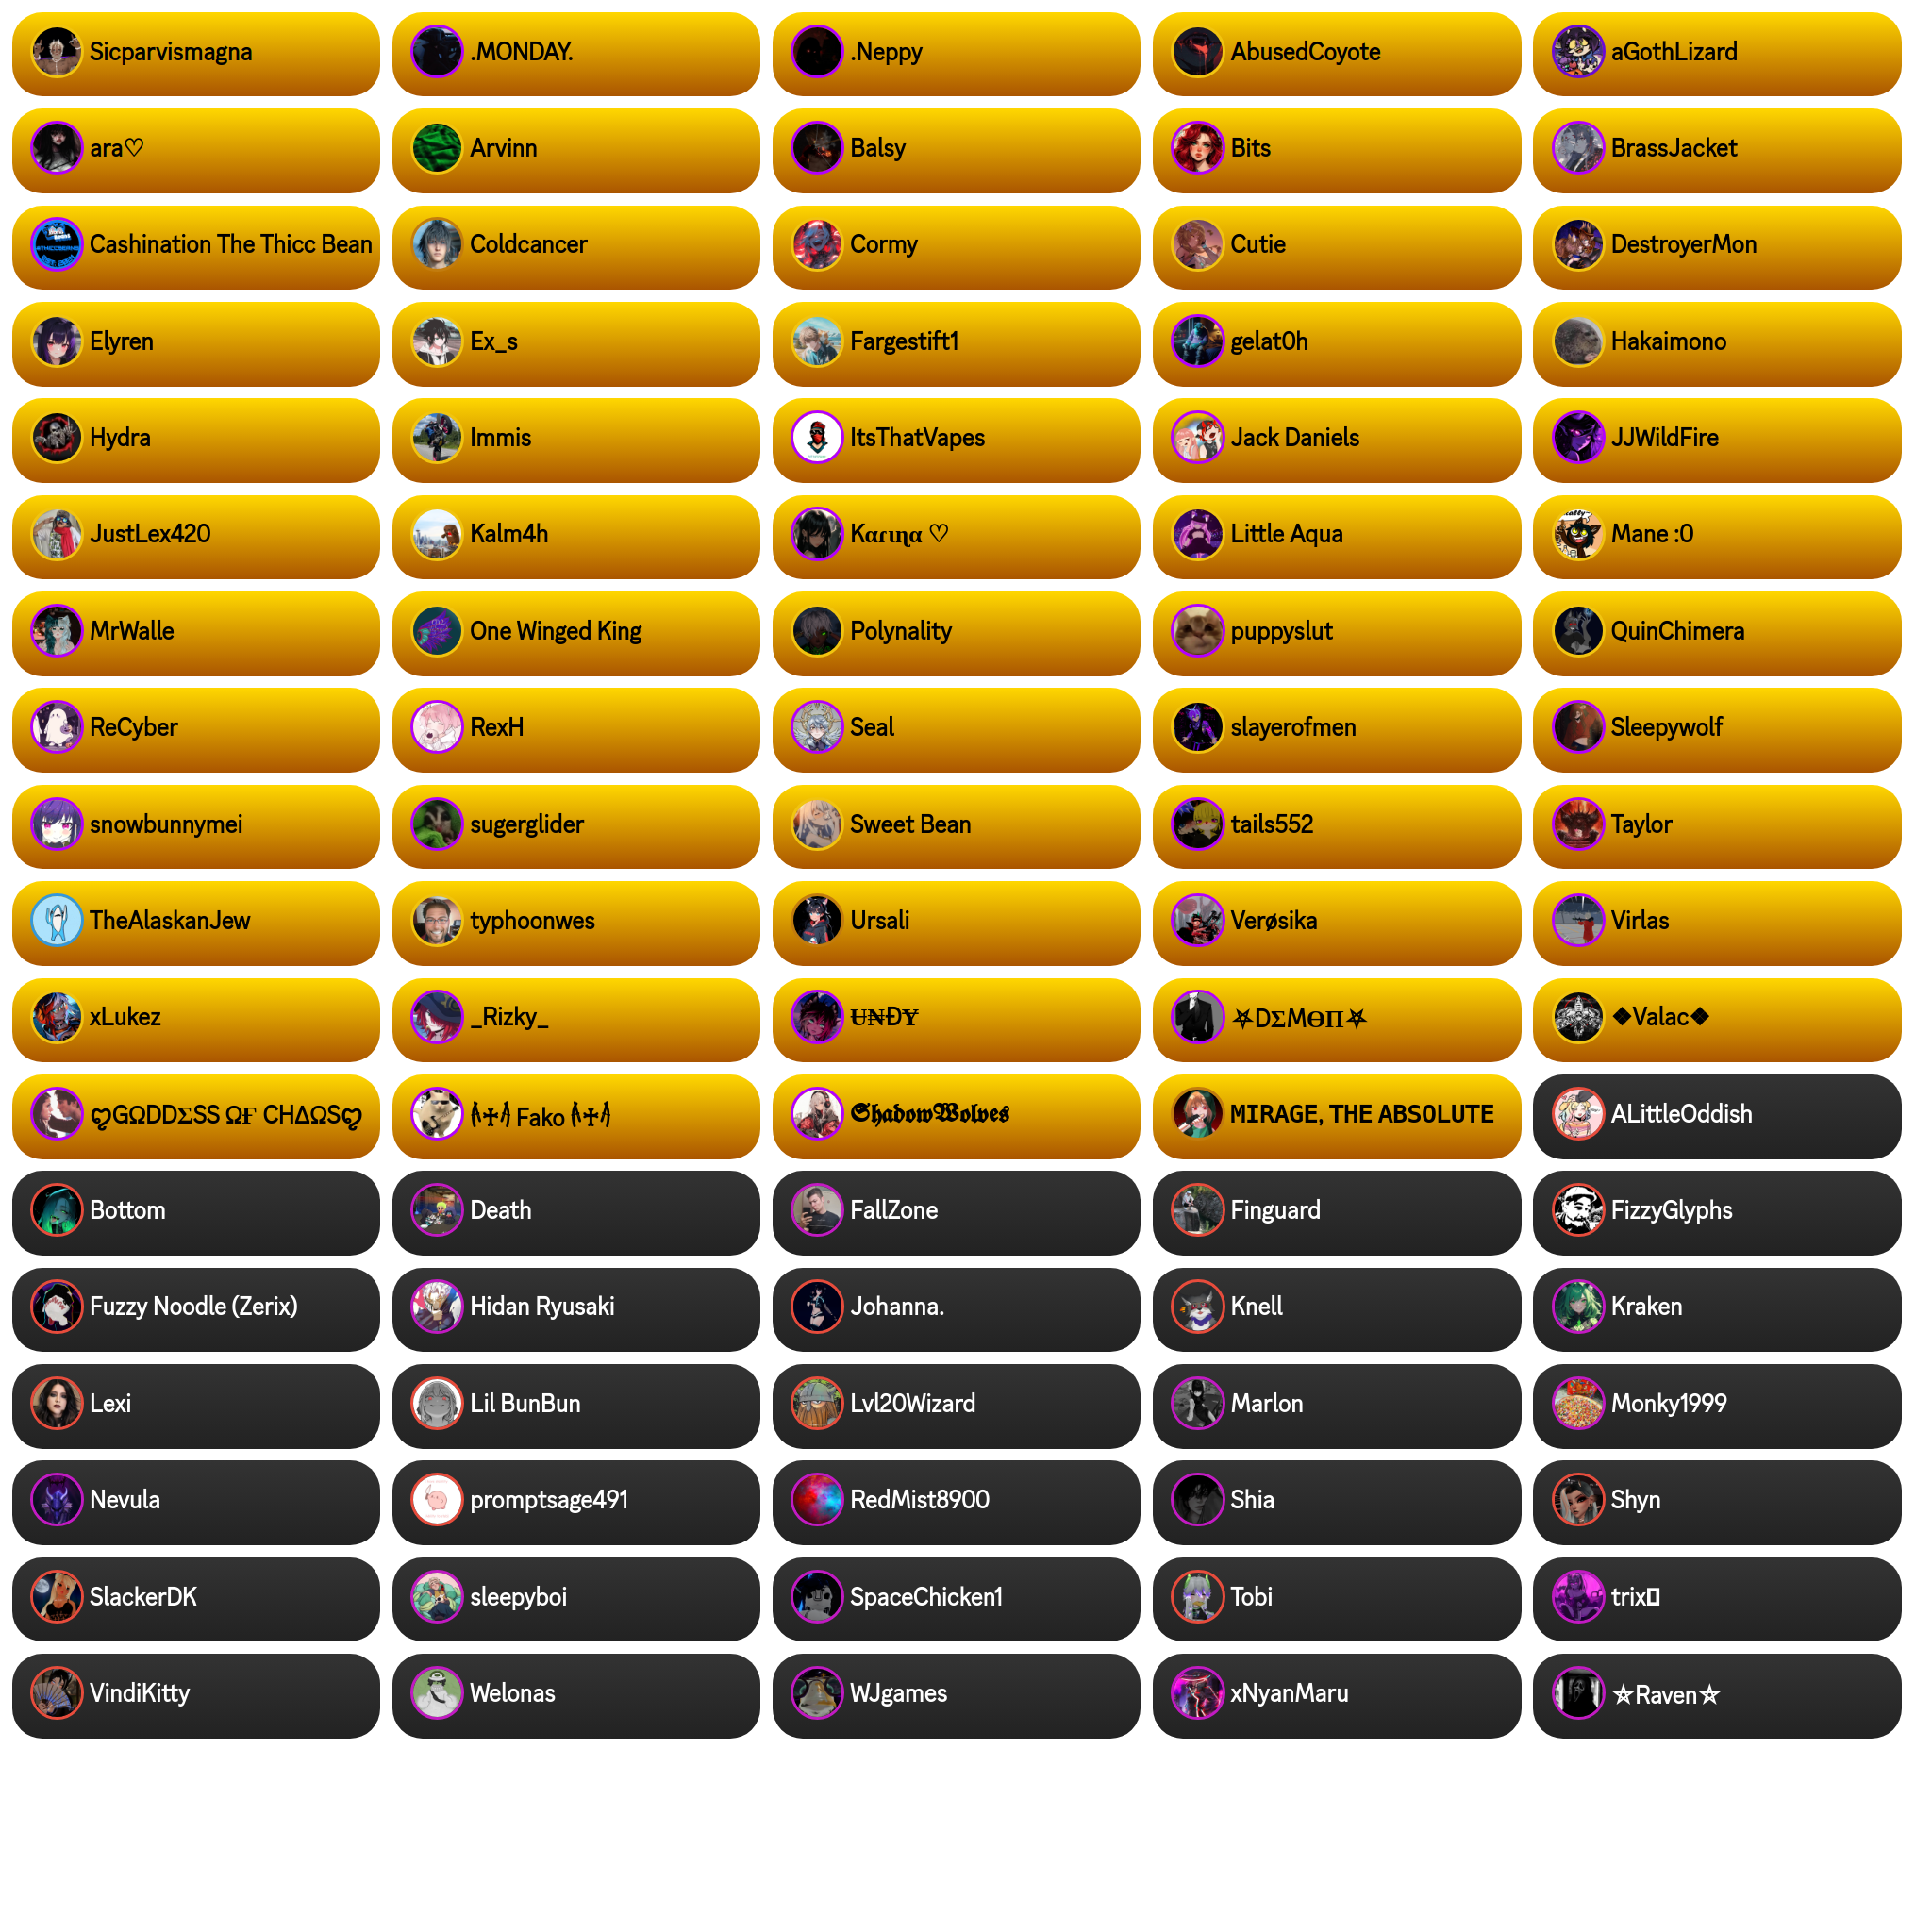 Sicparvismagna
.MONDAY.
.Neppy
AbusedCoyote
aGothLizard
ara♡
Arvinn
Balsy
Bits
BrassJacket
Cashination The Thicc Bean
Coldcancer
Cormy
Cutie
DestroyerMon
Elyren
Ex_s
Fargestift1
gelat0h
Hakaimono
Hydra
Immis
ItsThatVapes
Jack Daniels
JJWildFire
JustLex420
Kalm4h
Kαɾιɳα ♡
Little Aqua
Mane :0
MrWalle
One Winged King
Polynality
puppyslut
QuinChimera
ReCyber
RexH
Seal
slayerofmen
Sleepywolf
snowbunnymei
sugerglider
Sweet Bean
tails552
Taylor
TheAlaskanJew
typhoonwes
Ursali
Verøsika
Virlas
xLukez
_Rizky_
U̶₦ĐɎ
⛧DΣMӨΠ⛧
❖Valac❖
ღGΩDDΣSS ΩҒ CHΔΩSღ
Fako
𝕾𝖍𝖆𝖉𝖔𝖜𝖂𝖔𝖑𝖛𝖊𝖘
MIRAGE, THE ABSOLUTE
ALittleOddish
Bottom
Death
FallZone
Finguard
FizzyGlyphs
Fuzzy Noodle (Zerix)
Hidan Ryusaki
Johanna.
Knell
Kraken
Lexi
Lil BunBun
Lvl20Wizard
Marlon
Monky1999
Nevula
promptsage491
RedMist8900
Shia
Shyn
SlackerDK
sleepyboi
SpaceChicken1
Tobi
trix
VindiKitty
Welonas
WJgames
xNyanMaru
⛤Raven⛤